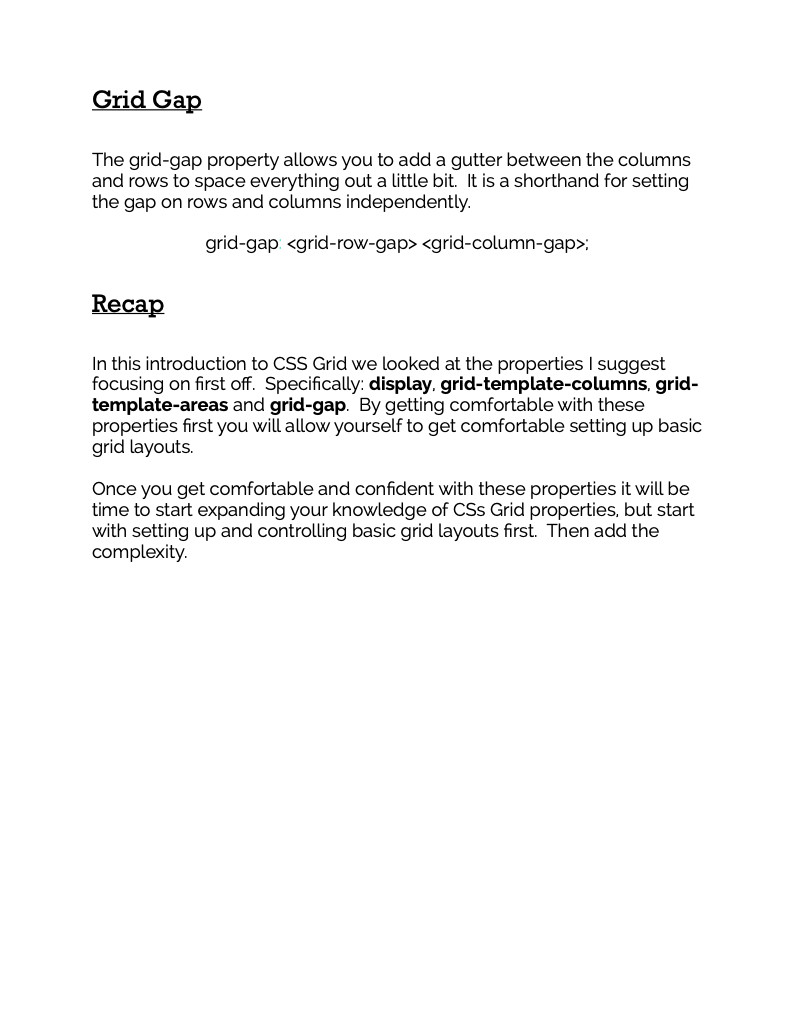 Grid Gap
The grid-gap property allows you to add a gutter between the columns
and rows to space everything out a little bit.  It is a shorthand for setting
the gap on rows and columns independently.
grid-gap: <grid-row-gap> <grid-column-gap>;
Recap
In this introduction to CSS Grid we looked at the properties I suggest
focusing on first off.  Specifically: display, grid-template-columns, grid-
template-areas and grid-gap.  By getting comfortable with these
properties first you will allow yourself to get comfortable setting up basic
grid layouts.
Once you get comfortable and confident with these properties it will be
time to start expanding your knowledge of CSs Grid properties, but start
with setting up and controlling basic grid layouts first.  Then add the
complexity.